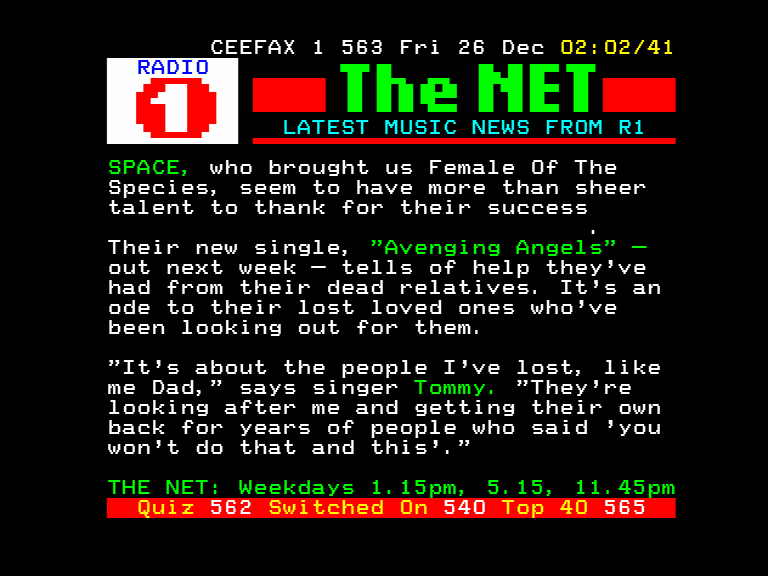 CEEFAX 1 563 Fri 26 Dec 02:02/41
RADIO
1
The NET
LATEST MUSIC NEWS FROM R1
SPACE, who brought us Female Of The
Species, seem to have more than sheer
talent to thank for their success
.
Their new single, "Avenging Angels" –
out next week – tells of help they've
had from their dead relatives. It's an
ode to their lost loved ones who've
been looking out for them.
"It's about the people I've lost, like
me Dad," says singer Tommy. "They're
looking after me and getting their own
back for years of people who said 'you
won't do that and this'."
THE NET: Weekdays 1.15pm, 5.15, 11.45pm
Quiz 562 Switched On 540 Top 40 565